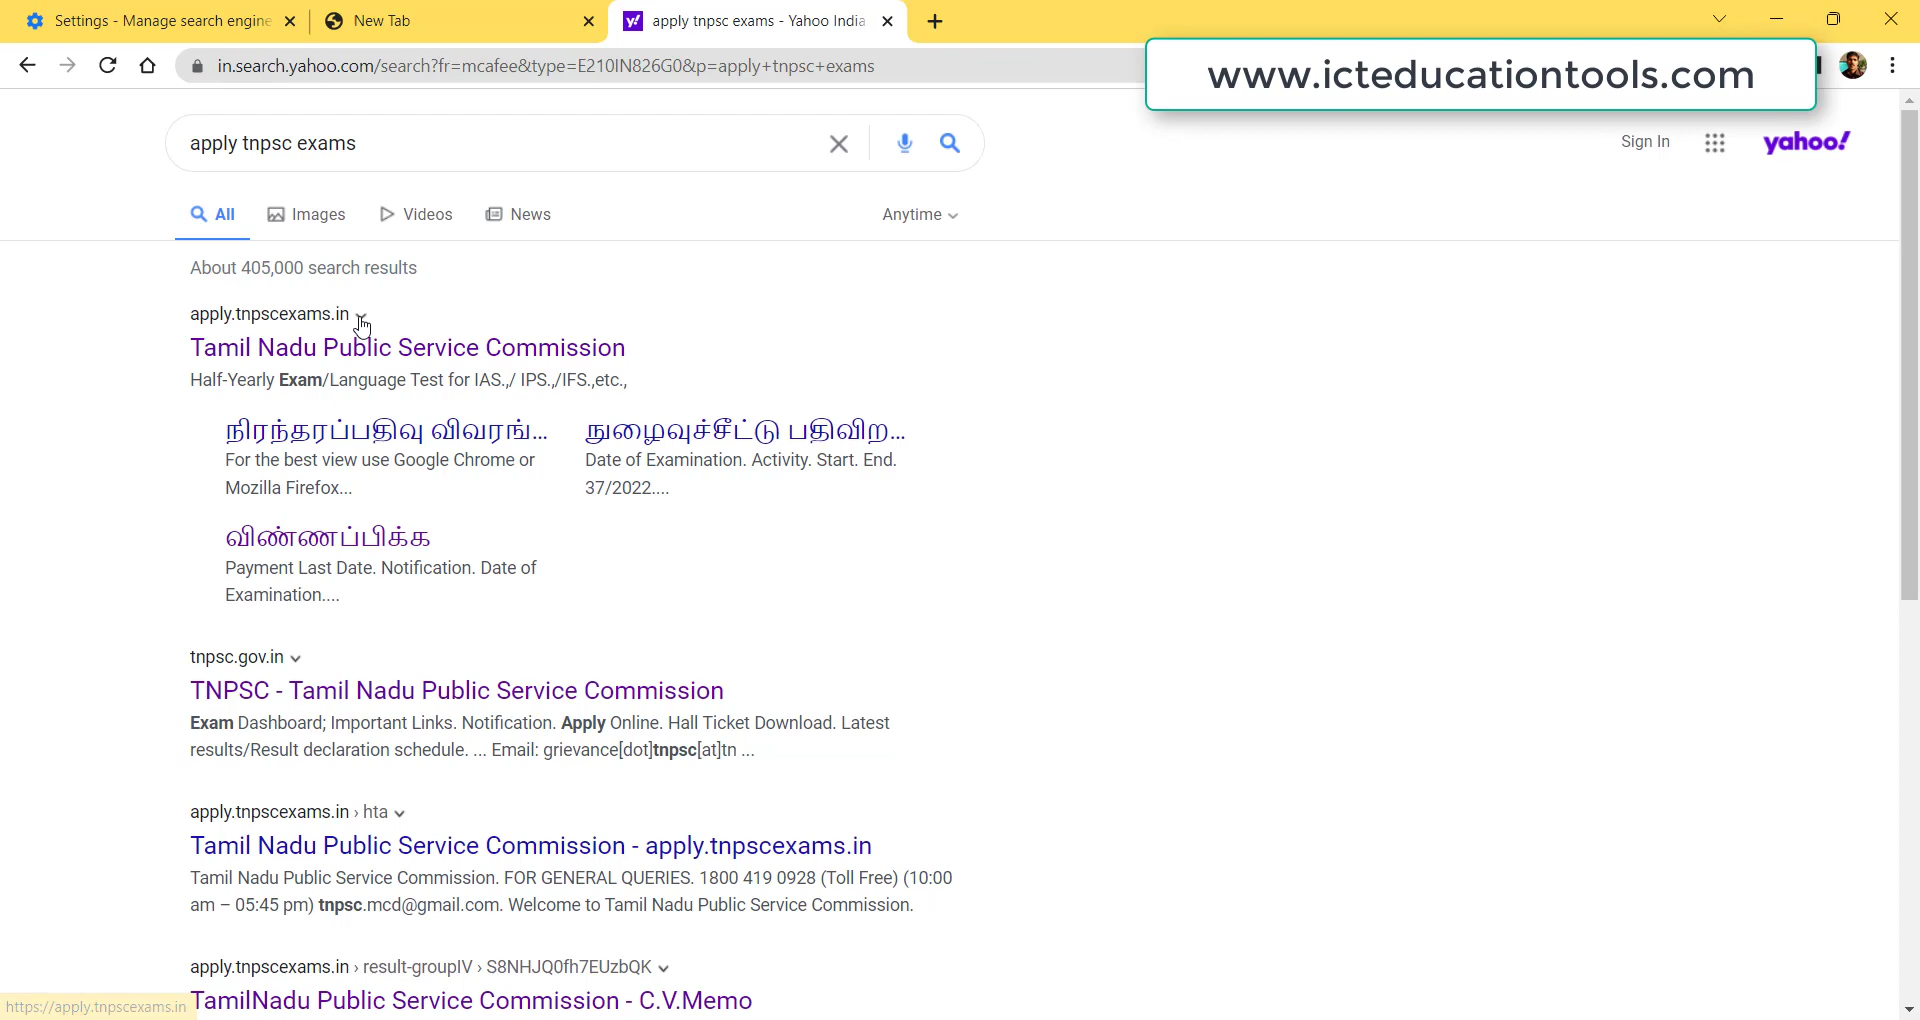 Settings - Manage search engine
New Tab
apply tnpsc exams - Yahoo India
in.search.yahoo.com/search?fr=mcafee&type=E210IN826G0&p=apply+tnpsc+exams
www.icteducationtools.com
apply tnpsc exams
Sign In
yahoo!
All
Images
Videos
News
Anytime
About 405,000 search results
apply.tnpscexams.in
Tamil Nadu Public Service Commission
Half-Yearly Exam/Language Test for IAS.,/ IPS.,/IFS.,etc.,
நிரந்தரப்பதிவு விவரங்...
நுழைவுச்சீட்டு பதிவிற...
For the best view use Google Chrome or
Mozilla Firefox...
Date of Examination. Activity. Start. End.
37/2022....
விண்ணப்பிக்க
Payment Last Date. Notification. Date of
Examination....
tnpsc.gov.in
TNPSC - Tamil Nadu Public Service Commission
Exam Dashboard; Important Links. Notification. Apply Online. Hall Ticket Download. Latest
results/Result declaration schedule. ... Email: grievance[dot]tnpsc[at]tn ...
apply.tnpscexams.in › hta
Tamil Nadu Public Service Commission - apply.tnpscexams.in
Tamil Nadu Public Service Commission. FOR GENERAL QUERIES. 1800 419 0928 (Toll Free) (10:00
am – 05:45 pm) tnpsc.mcd@gmail.com. Welcome to Tamil Nadu Public Service Commission.
apply.tnpscexams.in › result-groupIV › S8NHJQ0fh7EUzbQK
TamilNadu Public Service Commission - C.V.Memo
https://apply.tnpscexams.in